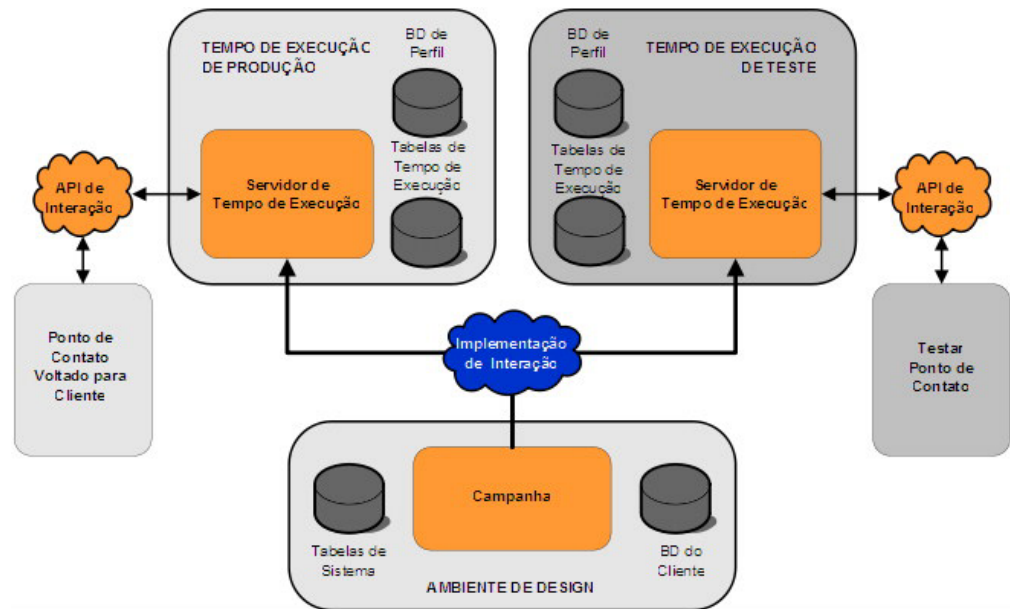 TEMPO DE EXECUÇÃO
DE PRODUÇÃO
BD de
Perfil
Tabelas de
Tempo de
Execução
Servidor de
Tempo de Execução
API de
Interação
Ponto de
Contato
Voltado para
Cliente
BD de
Perfil
TEMPO DE EXECUÇÃO
DE TESTE
Tabelas de
Tempo de
Execução
Servidor de
Tempo de Execução
API de
Interação
Testar
Ponto de
Contato
Implementação
de Interação
Campanha
Tabelas de
Sistema
BD do
Cliente
AMBIENTE DE DESIGN